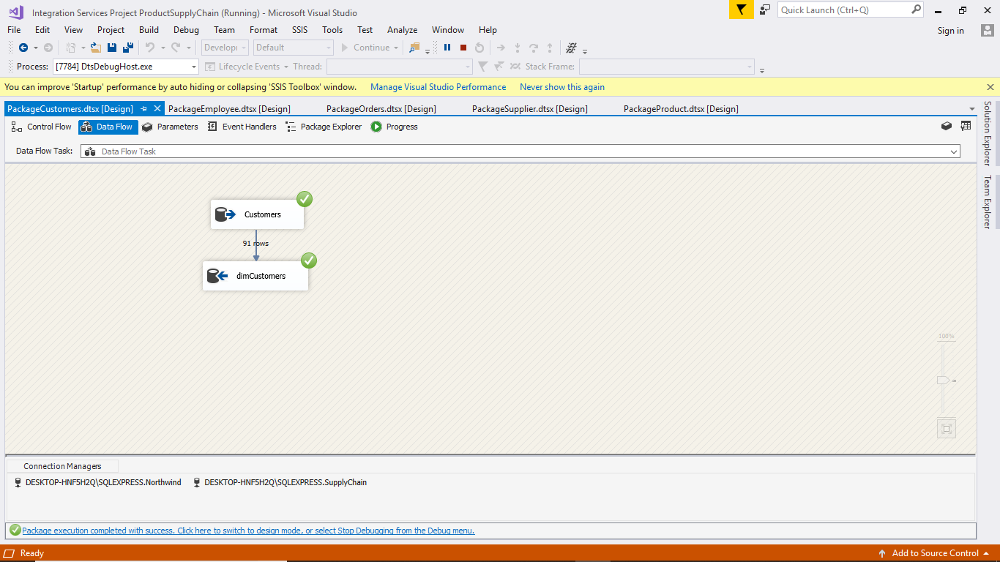 Integration Services Project ProductSupplyChain (Running) - Microsoft Visual Studio
Quick Launch (Ctrl+Q)
File Edit View Project Build Debug Team Format SSIS Tools Test Analyze Window Help
Sign in
Default Continue
Process: [7784] DtsDebugHost.exe Lifecycle Events Thread: Stack Frame:
You can improve 'Startup' performance by auto hiding or collapsing 'SSIS Toolbox' window. Manage Visual Studio Performance Never show this again
PackageCustomers.dtsx [Design] PackageEmployee.dtsx [Design] PackageOrders.dtsx [Design] PackageSupplier.dtsx [Design] PackageProduct.dtsx [Design]
Control Flow Data Flow Parameters Event Handlers Package Explorer Progress
Data Flow Task: Data Flow Task
Customers
91 rows
dimCustomers
100%
Solution Explorer
Team Explorer
Connection Managers
DESKTOP-HNF5H2Q\SQLEXPRESS.Northwind DESKTOP-HNF5H2Q\SQLEXPRESS.SupplyChain
Package execution completed with success. Click here to switch to design mode, or select Stop Debugging from the Debug menu.
Ready
Add to Source Control